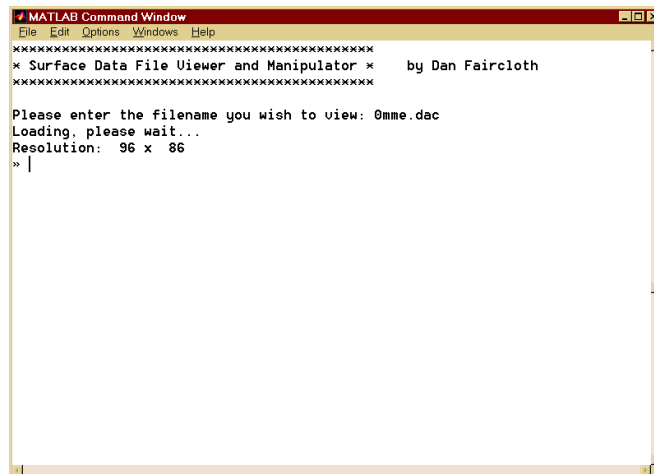 MATLAB Command Window
File Edit Options Windows Help
********************************************
* Surface Data File Viewer and Manipulator *    by Dan Faircloth
********************************************
Please enter the filename you wish to view: 0mme.dac
Loading, please wait...
Resolution:  96 x  86
»